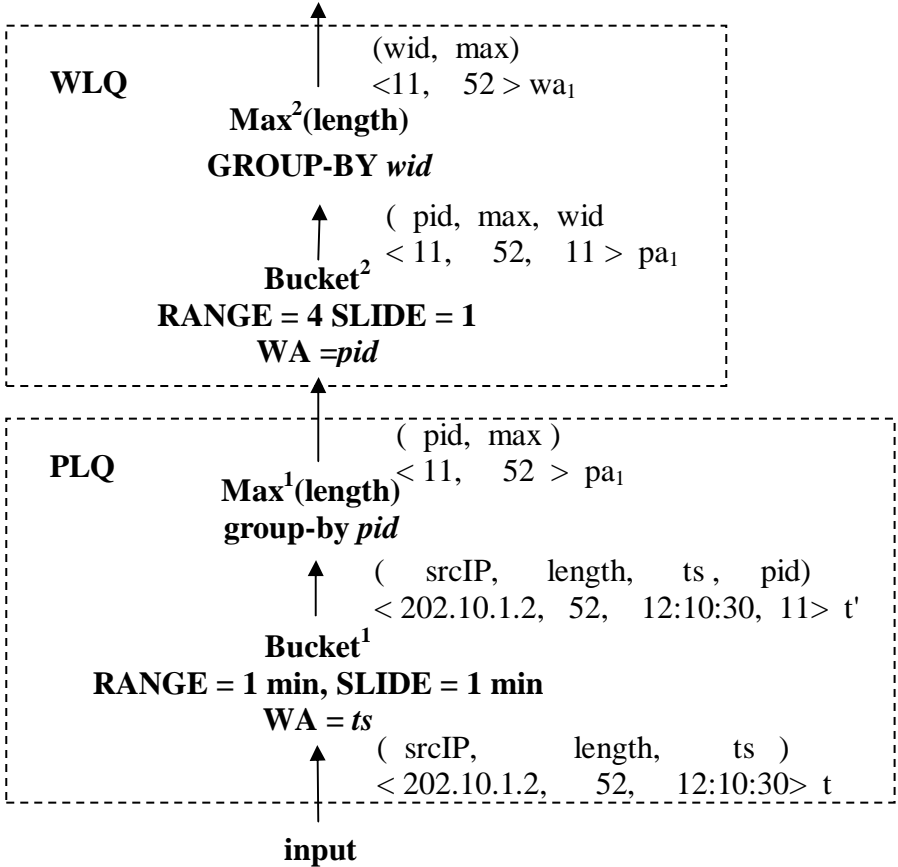 (wid, max)
WLQ
<11, 52 > wa1
Max2(length)
GROUP-BY wid
( pid, max, wid
< 11, 52, 11 > pa1
Bucket2
RANGE = 4 SLIDE = 1
WA =pid
( pid, max )
PLQ
< 11, 52 > pa1
Max1(length)
group-by pid
( srcIP, length, ts , pid)
< 202.10.1.2, 52, 12:10:30, 11> t'
Bucket1
RANGE = 1 min, SLIDE = 1 min
WA = ts
( srcIP, length, ts )
< 202.10.1.2, 52, 12:10:30> t
input